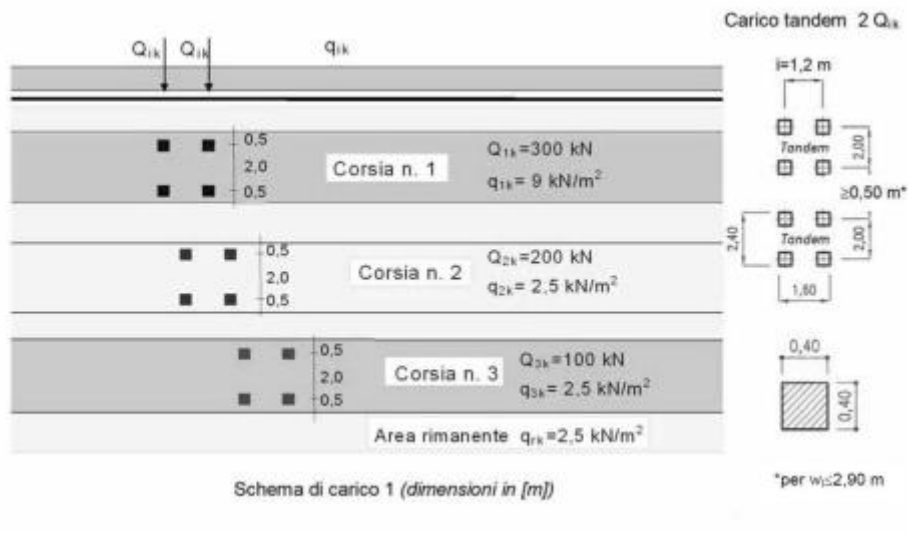 Carico tandem 2 Qik
Qik Qik qik
i=1,2 m
0,5
2,0
0,5
Corsia n. 1
Q1k=300 kN
q1k= 9 kN/m²
Tandem
2,00
≥0,50 m*
0,5
2,0
0,5
Corsia n. 2
Q2k=200 kN
q2k= 2,5 kN/m²
2,40
Tandem
2,00
1,60
0,5
2,0
0,5
Corsia n. 3
Q3k=100 kN
q3k= 2,5 kN/m²
0,40
0,40
Area rimanente qrk=2,5 kN/m²
Schema di carico 1 (dimensioni in [m])
*per wl≤2,90 m